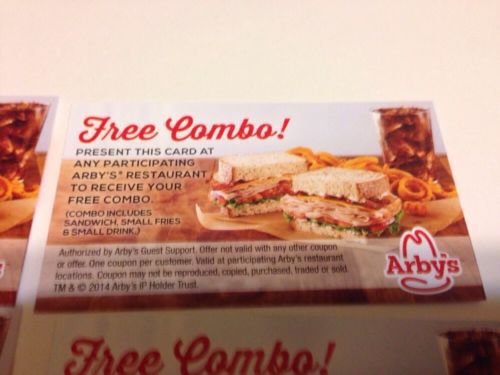 Free Combo!
PRESENT THIS CARD AT
ANY PARTICIPATING
ARBY'S® RESTAURANT
TO RECEIVE YOUR
FREE COMBO.
(COMBO INCLUDES
SANDWICH, SMALL FRIES
& SMALL DRINK.)
Authorized by Arby's Guest Support. Offer not valid with any other coupon
or offer. One coupon per customer. Valid at participating Arby's restaurant
locations. Coupon may not be reproduced, copied, purchased, traded or sold.
TM & © 2014 Arby's IP Holder Trust.
Arby's
Free Combo!